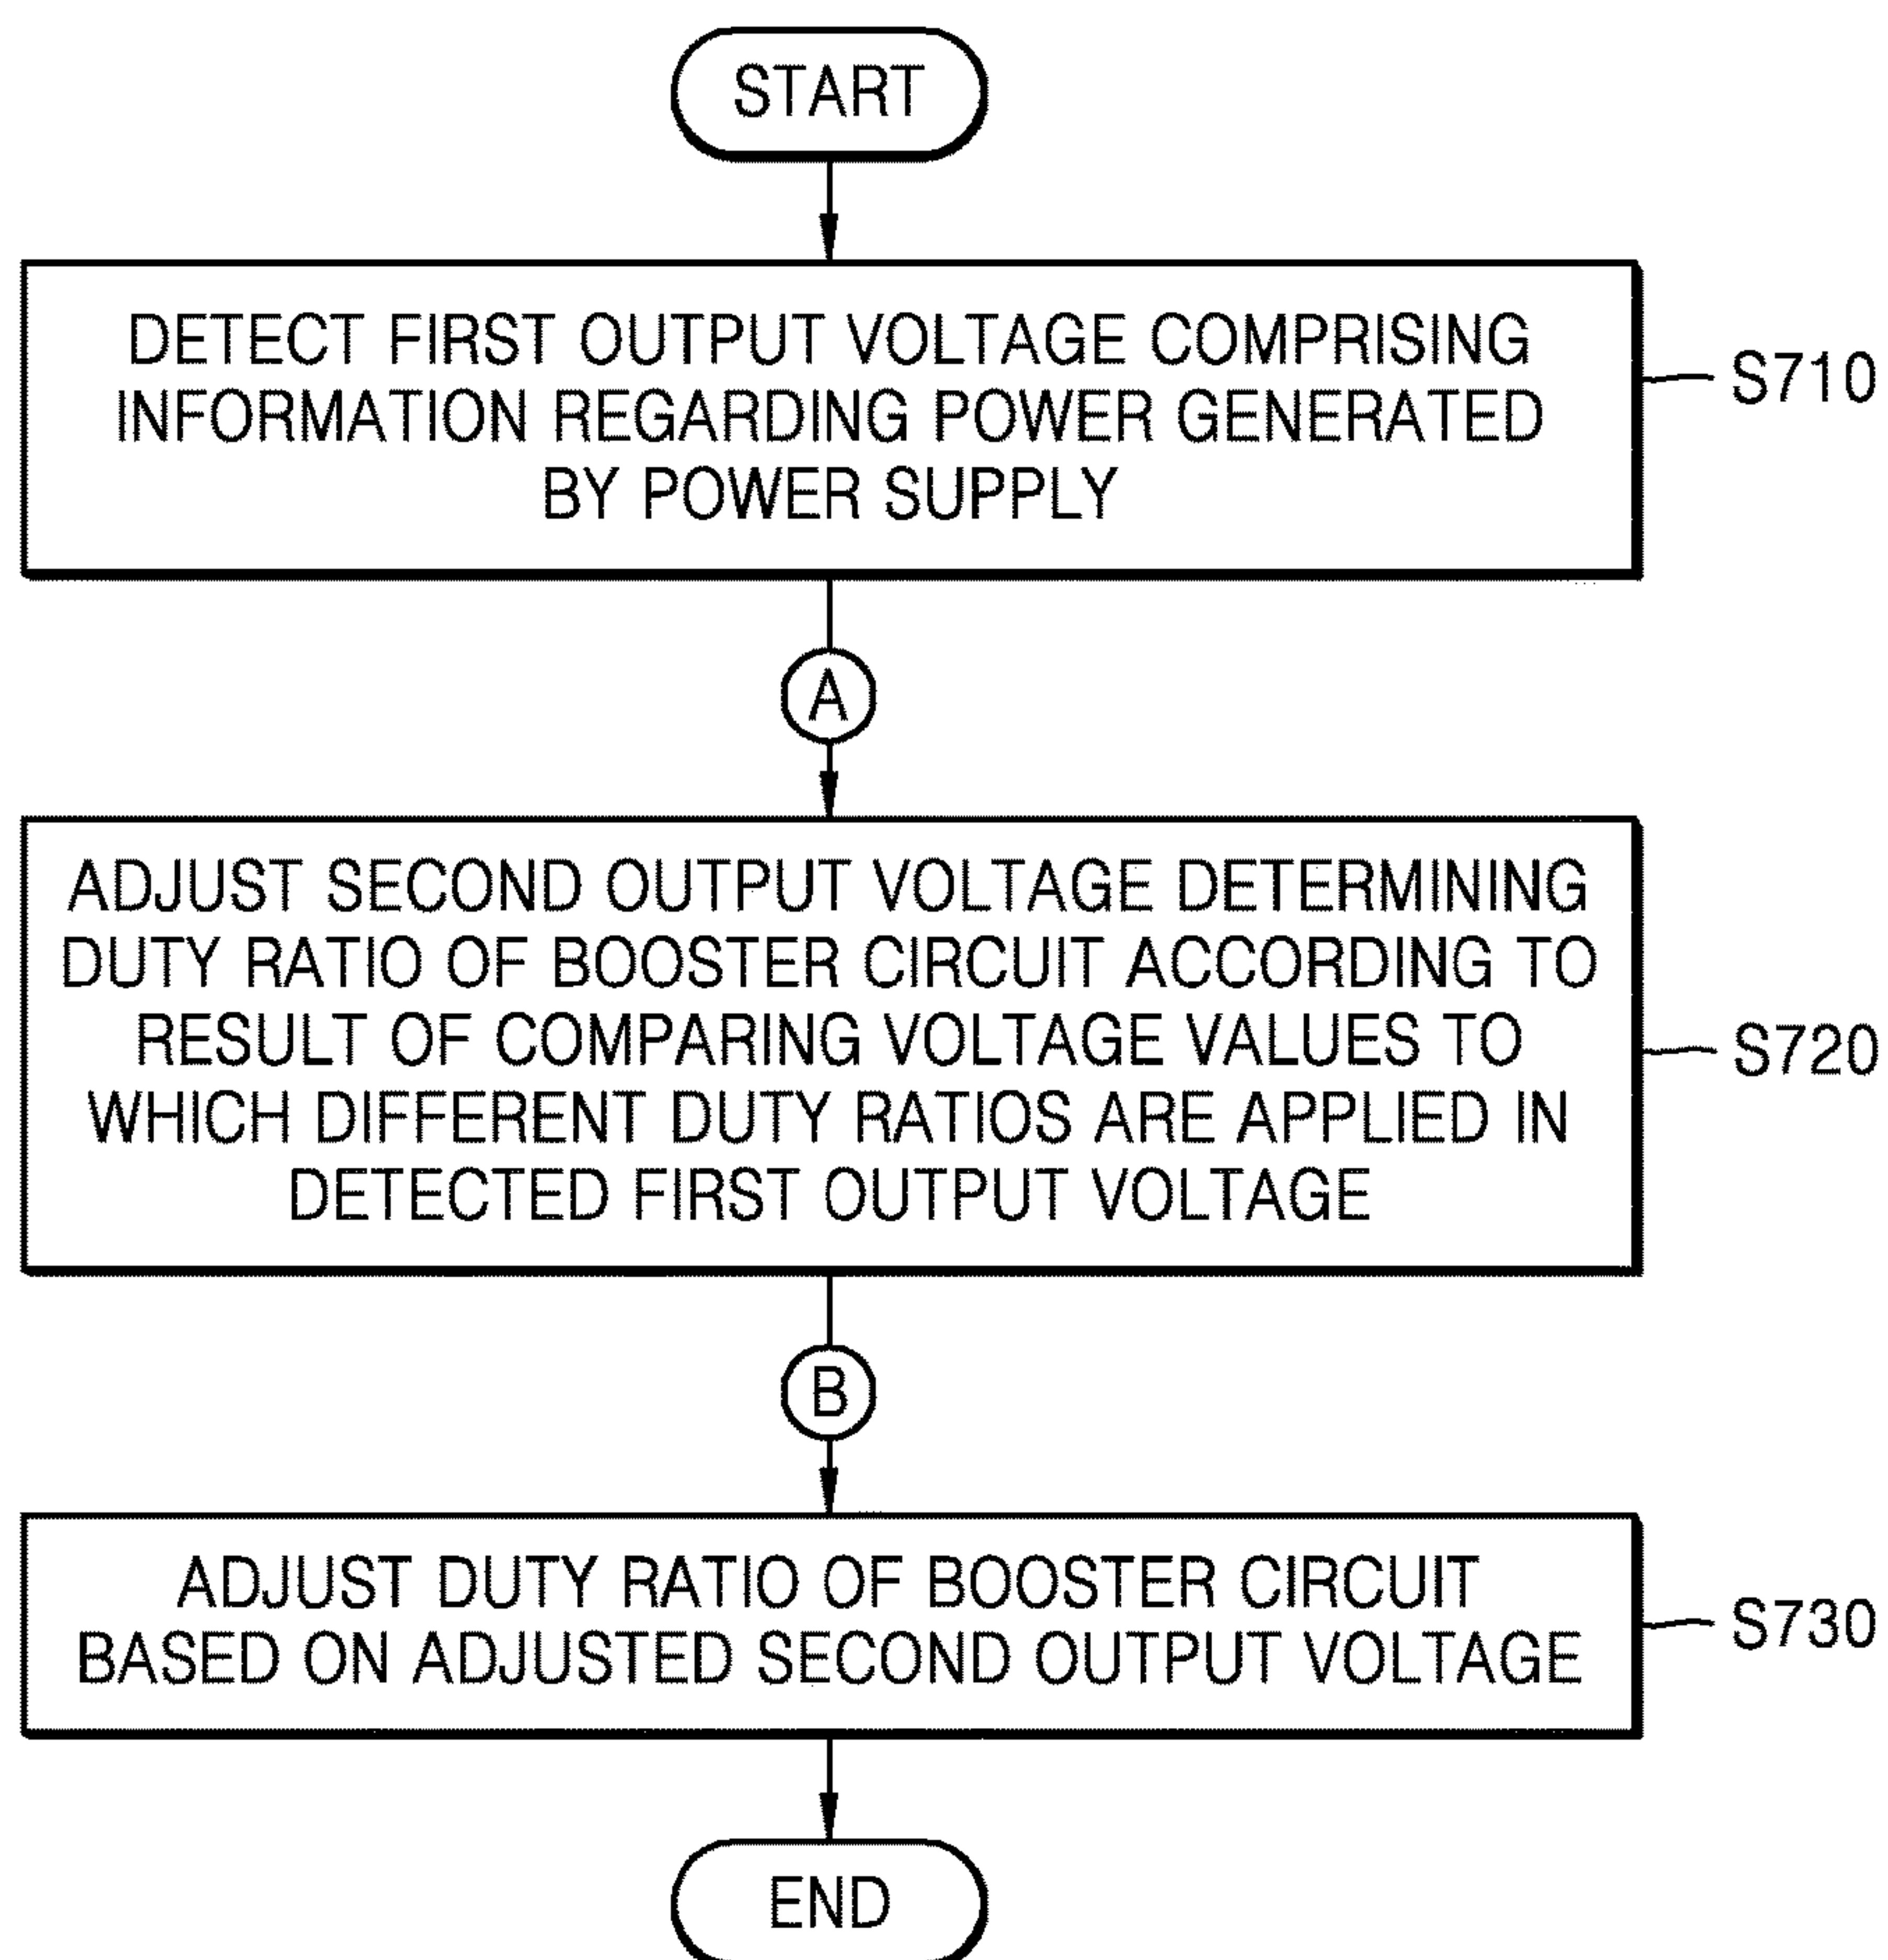 START
DETECT FIRST OUTPUT VOLTAGE COMPRISING
INFORMATION REGARDING POWER GENERATED
BY POWER SUPPLY
S710
A
ADJUST SECOND OUTPUT VOLTAGE DETERMINING
DUTY RATIO OF BOOSTER CIRCUIT ACCORDING TO
RESULT OF COMPARING VOLTAGE VALUES TO
WHICH DIFFERENT DUTY RATIOS ARE APPLIED IN
DETECTED FIRST OUTPUT VOLTAGE
S720
B
ADJUST DUTY RATIO OF BOOSTER CIRCUIT
BASED ON ADJUSTED SECOND OUTPUT VOLTAGE
S730
END